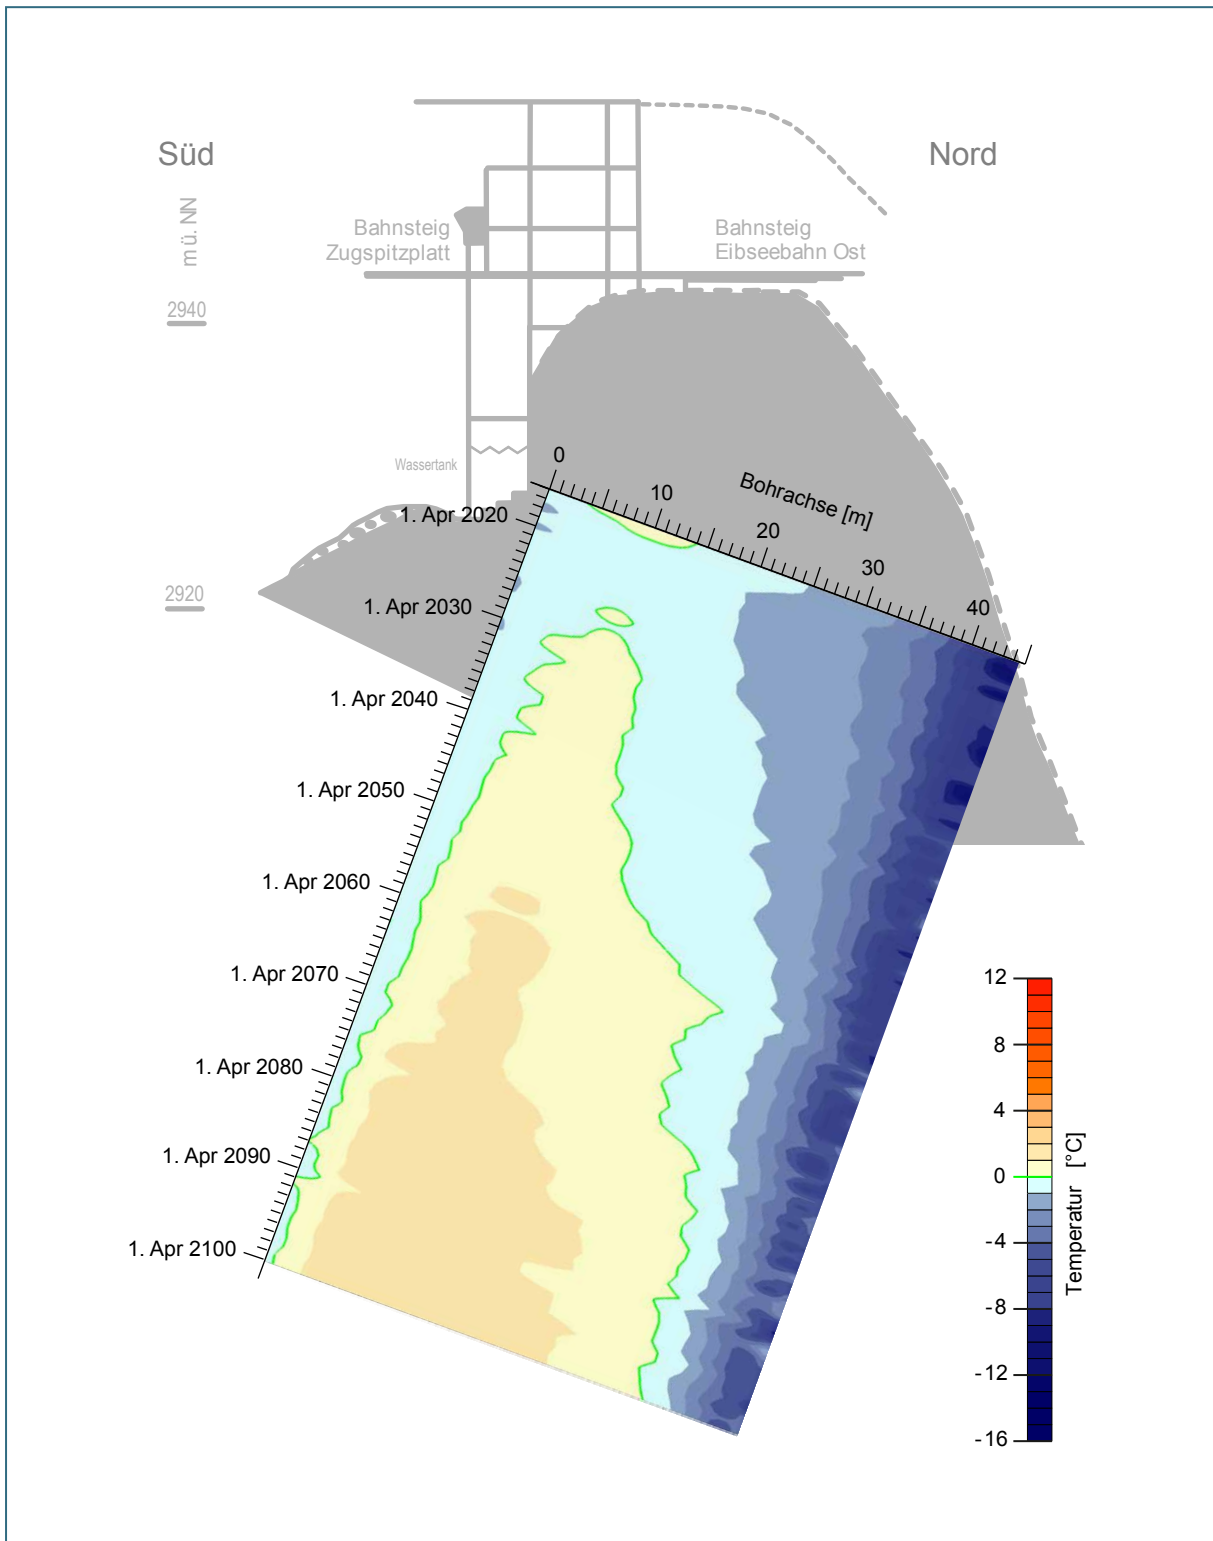 Süd
Nord
m ü. NN
Bahnsteig
Zugspitzplatt
Bahnsteig
Eibseebahn Ost
2940
Wassertank
0
10
Bohrachse [m]
20
30
40
2920
1. Apr 2020
1. Apr 2030
1. Apr 2040
1. Apr 2050
1. Apr 2060
1. Apr 2070
1. Apr 2080
1. Apr 2090
1. Apr 2100
12
8
4
0
-4
-8
-12
-16
Temperatur [°C]